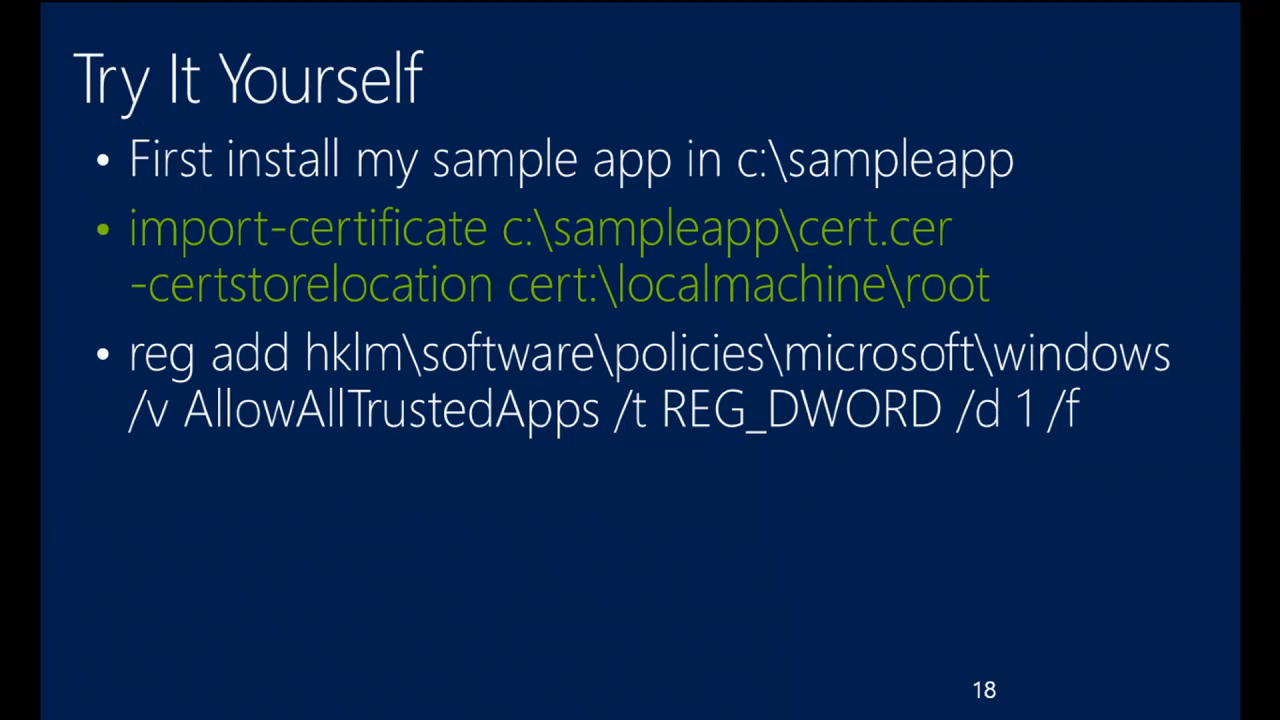 Try It Yourself
• First install my sample app in c:\sampleapp
• import-certificate c:\sampleapp\cert.cer
-certstorelocation cert:\localmachine\root
• reg add hklm\software\policies\microsoft\windows
/v AllowAllTrustedApps /t REG_DWORD /d 1 /f
18